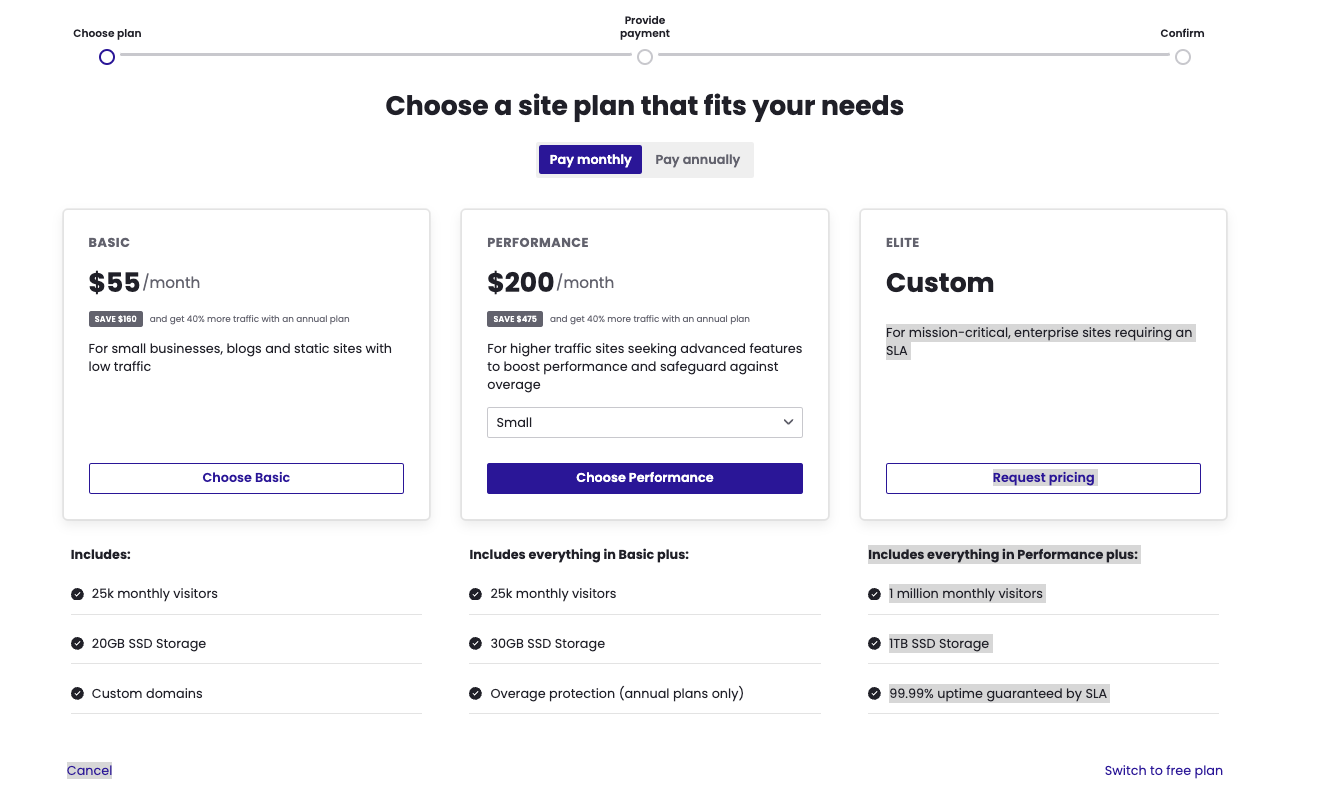 Choose plan
Provide
payment
Confirm
Choose a site plan that fits your needs
Pay monthly
Pay annually
BASIC
$55/month
SAVE $160 and get 40% more traffic with an annual plan
For small businesses, blogs and static sites with
low traffic
Choose Basic
PERFORMANCE
$200/month
SAVE $475 and get 40% more traffic with an annual plan
For higher traffic sites seeking advanced features
to boost performance and safeguard against
overage
Small
Choose Performance
ELITE
Custom
For mission-critical, enterprise sites requiring an
SLA
Request pricing
Includes:
25k monthly visitors
20GB SSD Storage
Custom domains
Includes everything in Basic plus:
25k monthly visitors
30GB SSD Storage
Overage protection (annual plans only)
Includes everything in Performance plus:
1 million monthly visitors
1TB SSD Storage
99.99% uptime guaranteed by SLA
Cancel
Switch to free plan